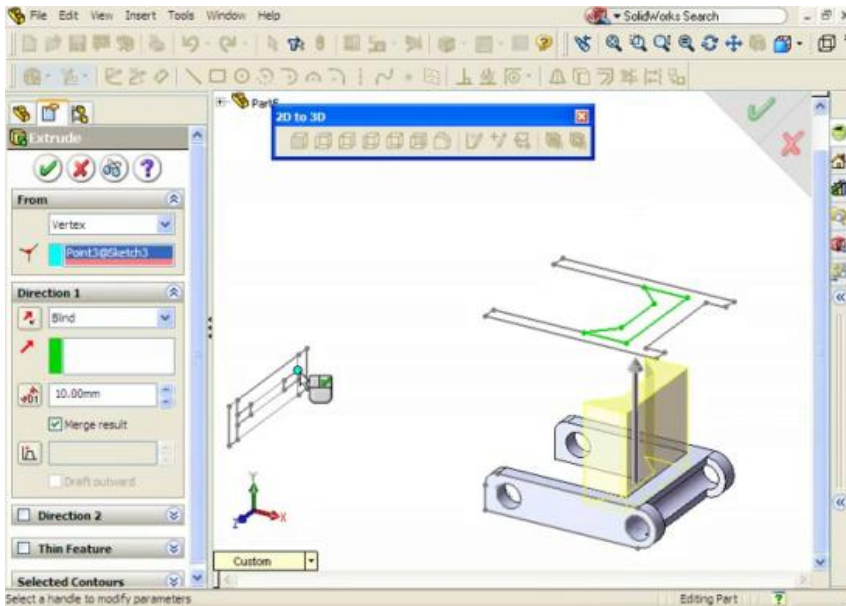 File Edit View Insert Tools Window Help
SolidWorks Search
Part6
2D to 3D
Extrude
From
Vertex
Point3@Sketch3
Direction 1
Blind
D1
10.00mm
Merge result
Draft outward
Direction 2
Thin Feature
Selected Contours
Y
Z
X
Custom
Select a handle to modify parameters
Editing Part